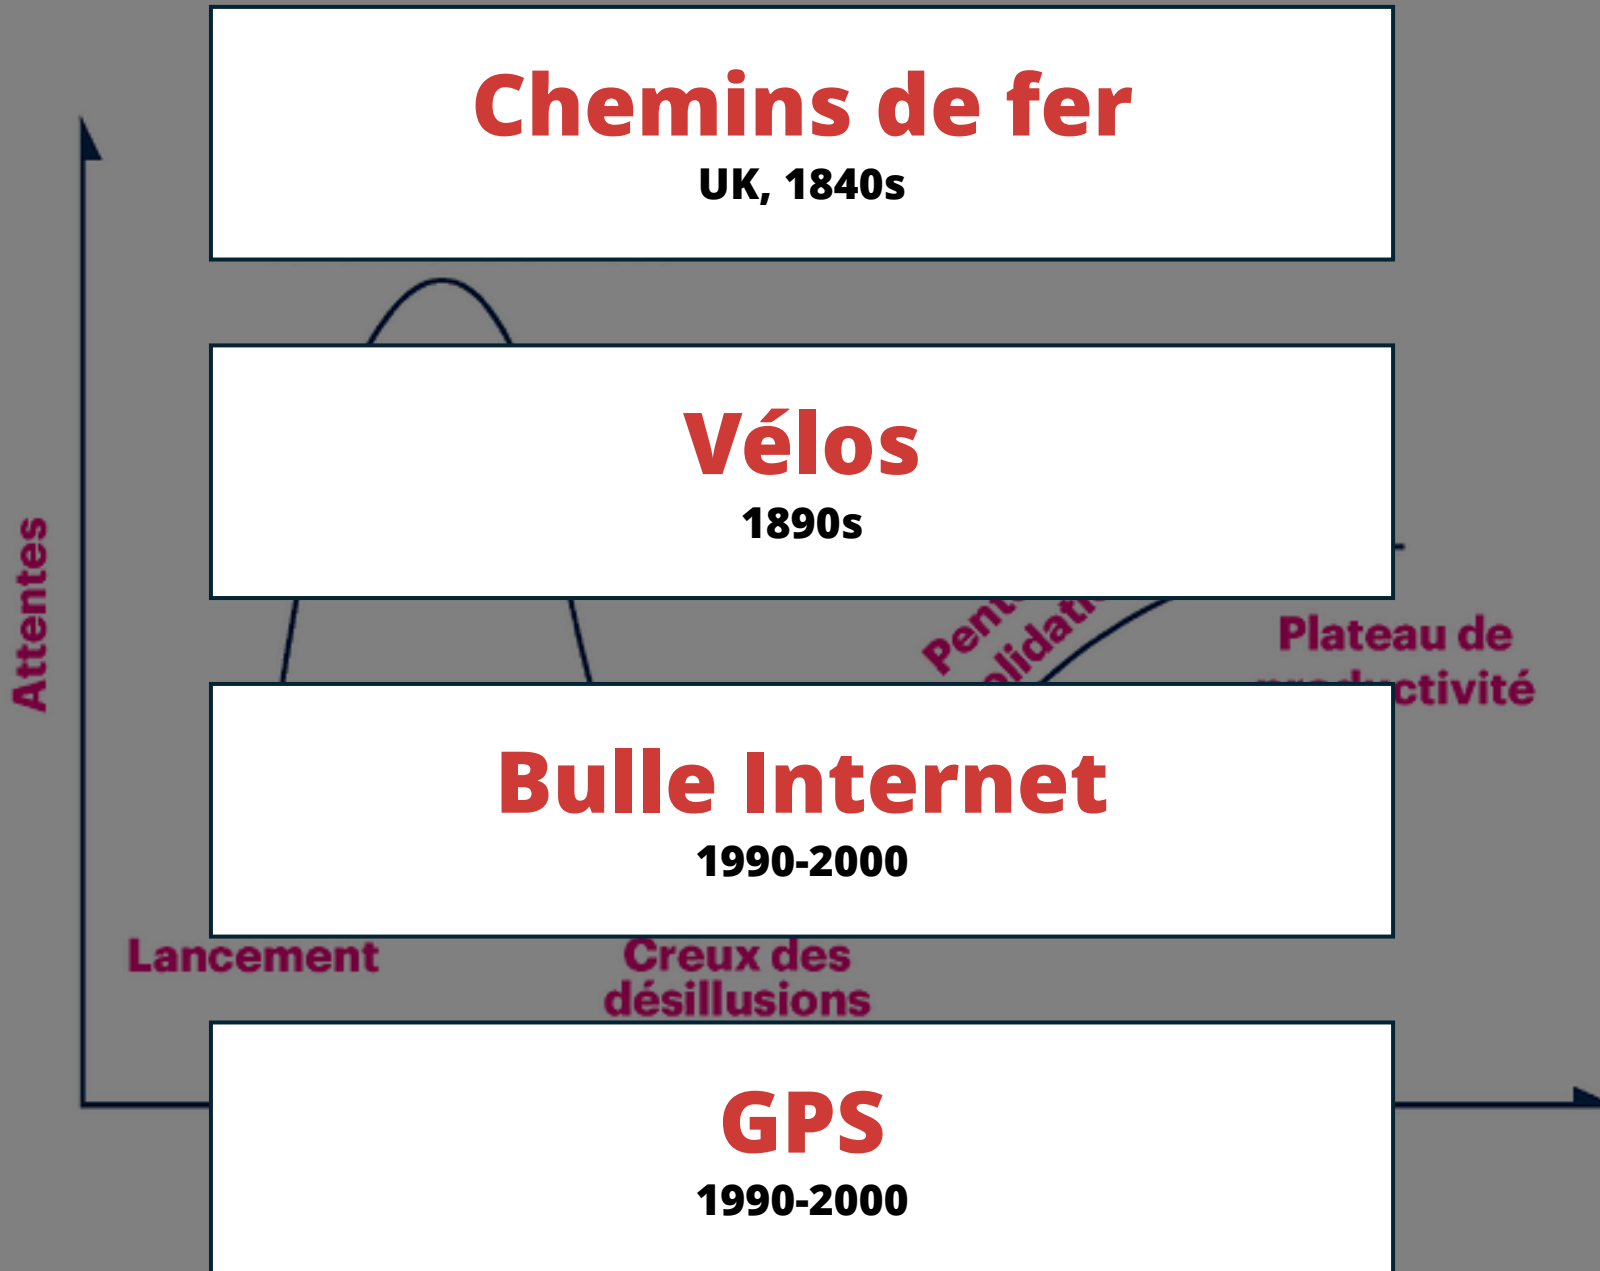 Chemins de fer
UK, 1840s
Vélos
1890s
Attentes
Plateau de
Bulle Internet
1990-2000
Lancement
Creux des
désillusions
GPS
1990-2000